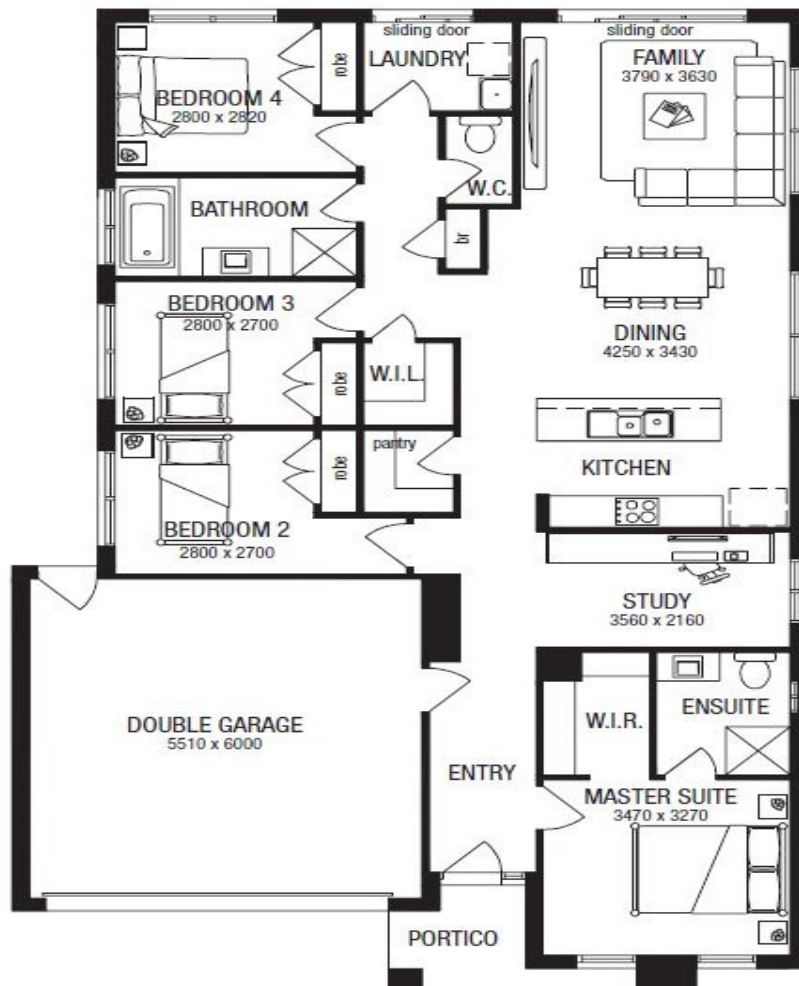 sliding door
LAUNDRY
robe
BEDROOM 4
2800 x 2820
sliding door
FAMILY
3790 x 3630
W.C.
BATHROOM
br
BEDROOM 3
2800 x 2700
robe
W.I.L.
DINING
4250 x 3430
pantry
robe
KITCHEN
BEDROOM 2
2800 x 2700
STUDY
3560 x 2160
DOUBLE GARAGE
5510 x 6000
W.I.R.
ENSUITE
ENTRY
MASTER SUITE
3470 x 3270
PORTICO